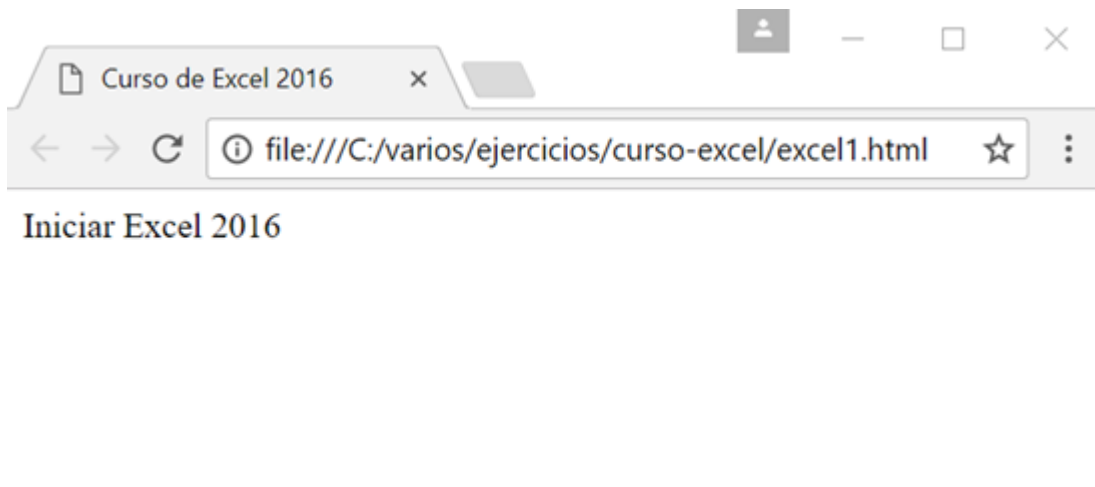 Curso de Excel 2016
file:///C:/varios/ejercicios/curso-excel/excel1.html
Iniciar Excel 2016